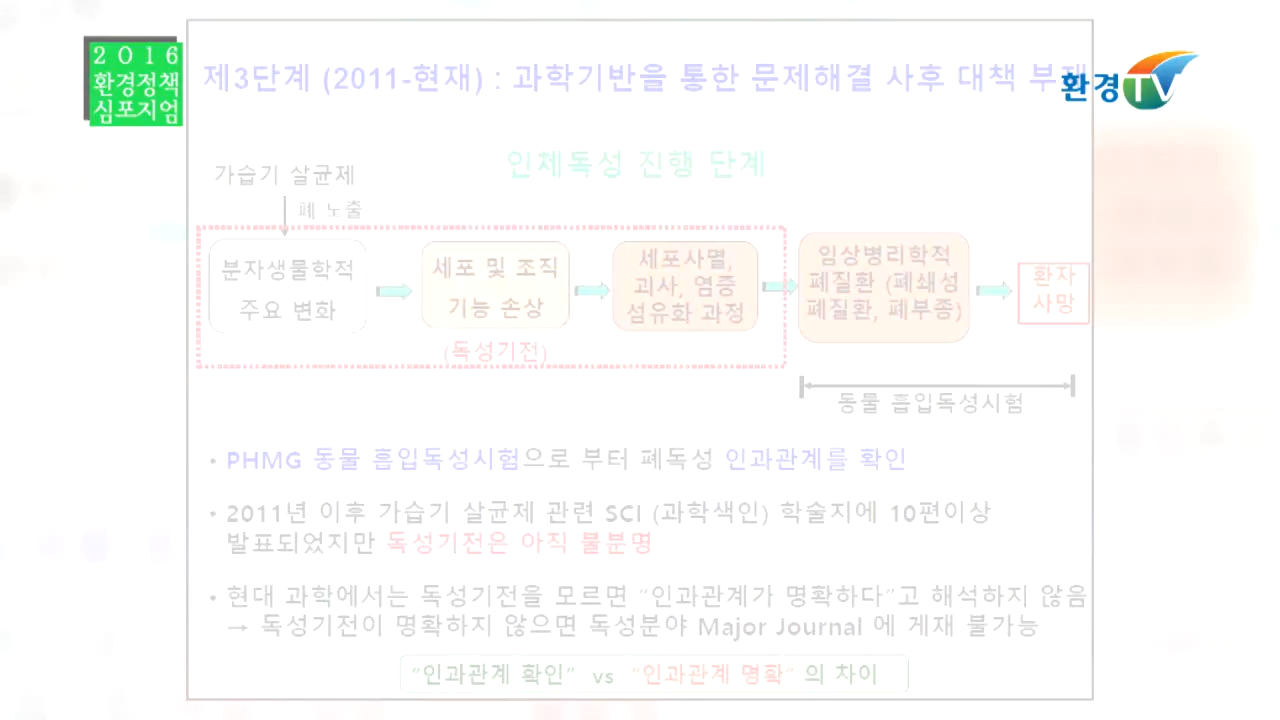 2016
환경정책
심포지엄
제3단계 (2011-현재) : 과학기반을 통한 문제해결 사후 대책
환경TV
인체독성 진행 단계
가습기 살균제
폐 노출
분자생물학적
주요 변화
세포 및 조직
기능 손상
(독성기전)
세포사멸,
괴사, 염증
섬유화 과정
임상병리학적
폐질환 (폐쇄성
폐질환, 폐부종)
환자
사망
동물 흡입독성시험
• PHMG 동물 흡입독성시험으로 부터 폐독성 인과관계를 확인
• 2011년 이후 가습기 살균제 관련 SCI (과학색인) 학술지에 10편이상
발표되었지만 독성기전은 아직 불분명
• 현대 과학에서는 독성기전을 모르면 “인과관계가 명확하다”고 해석하지 않음
→ 독성기전이 명확하지 않으면 독성분야 Major Journal 에 게재 불가능
“인과관계 확인” vs “인과관계 명확” 의 차이